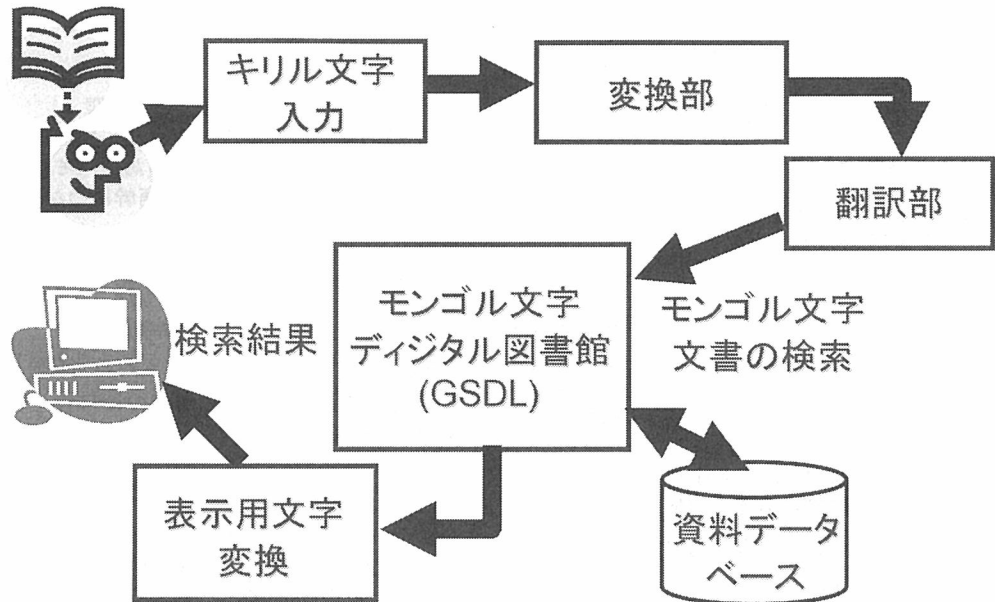 キリル文字
入力
変換部
翻訳部
モンゴル文字
文書の検索
モンゴル文字
ディジタル図書館
(GSDL)
資料データ
ベース
表示用文字
変換
検索結果